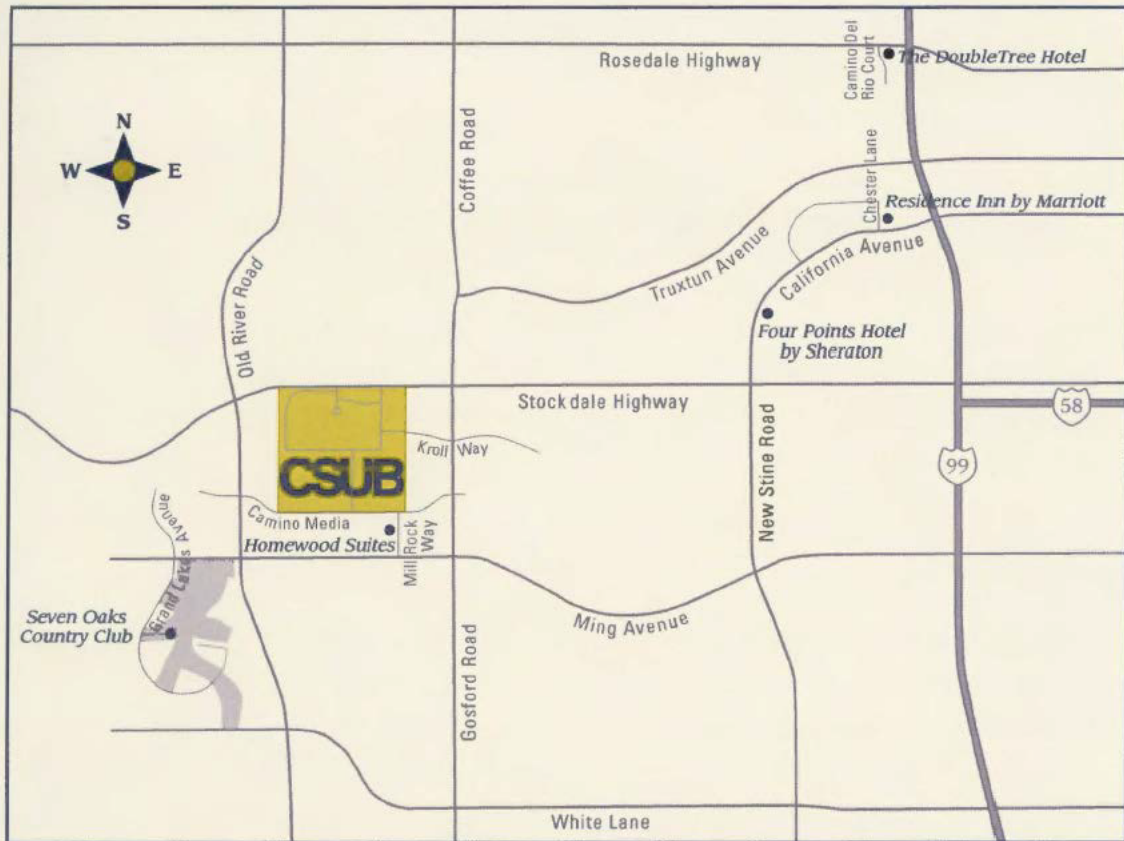 Rosedale Highway
Camino Del
Rio Court
The DoubleTree Hotel
N
W
E
S
Coffee Road
Chester Lane
Residence Inn by Marriott
Truxtun Avenue
California Avenue
Old River Road
Four Points Hotel
by Sheraton
Stockdale Highway
58
Kroll Way
CSUB
99
New Stine Road
Grand Lakes Avenue
Camino Media
Homewood Suites
Mill Rock
Way
Seven Oaks
Country Club
Ming Avenue
Gosford Road
White Lane